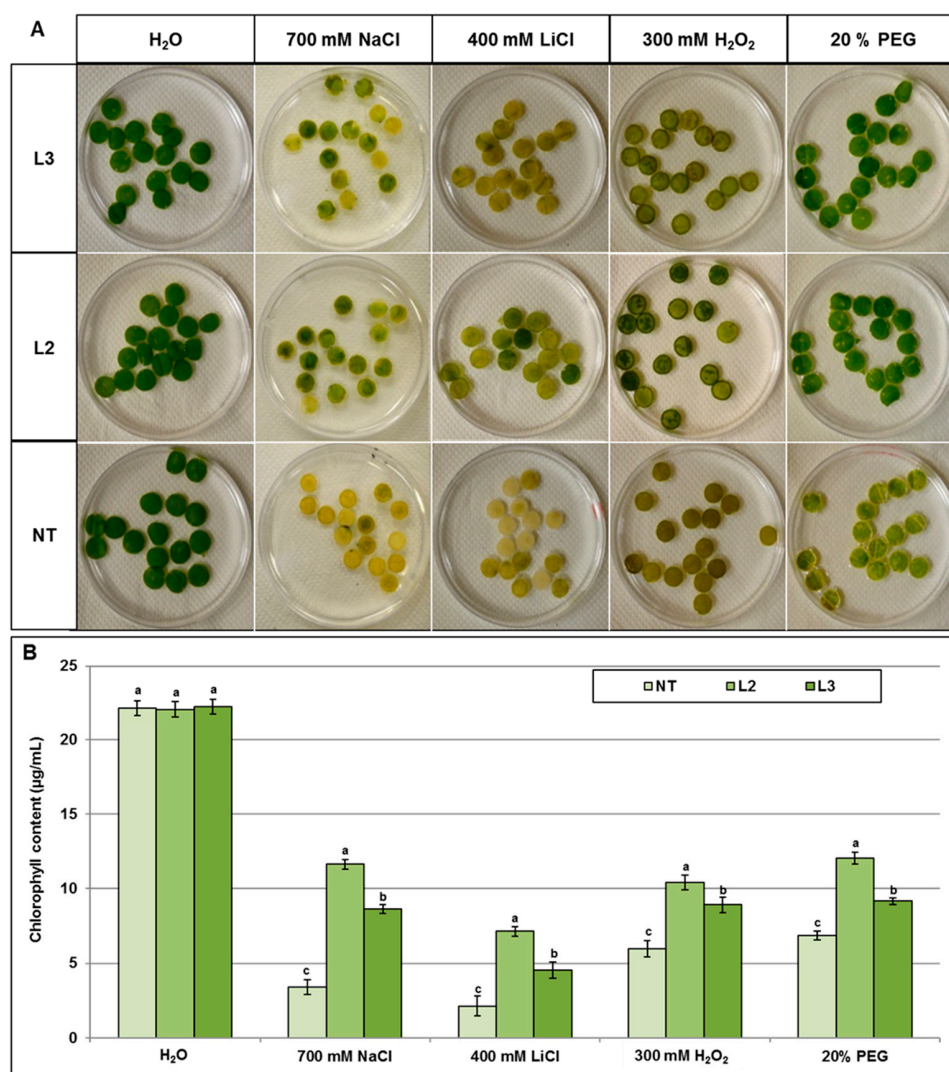 A
H₂O 700 mM NaCl 400 mM LiCl 300 mM H₂O₂ 20 % PEG
L3
L2
NT
B
25
20
15
10
5
0
Chlorophyll content (µg/mL)
NT L2 L3
a a a
c a b
c a b
c a b
c a b
H₂O 700 mM NaCl 400 mM LiCl 300 mM H₂O₂ 20% PEG